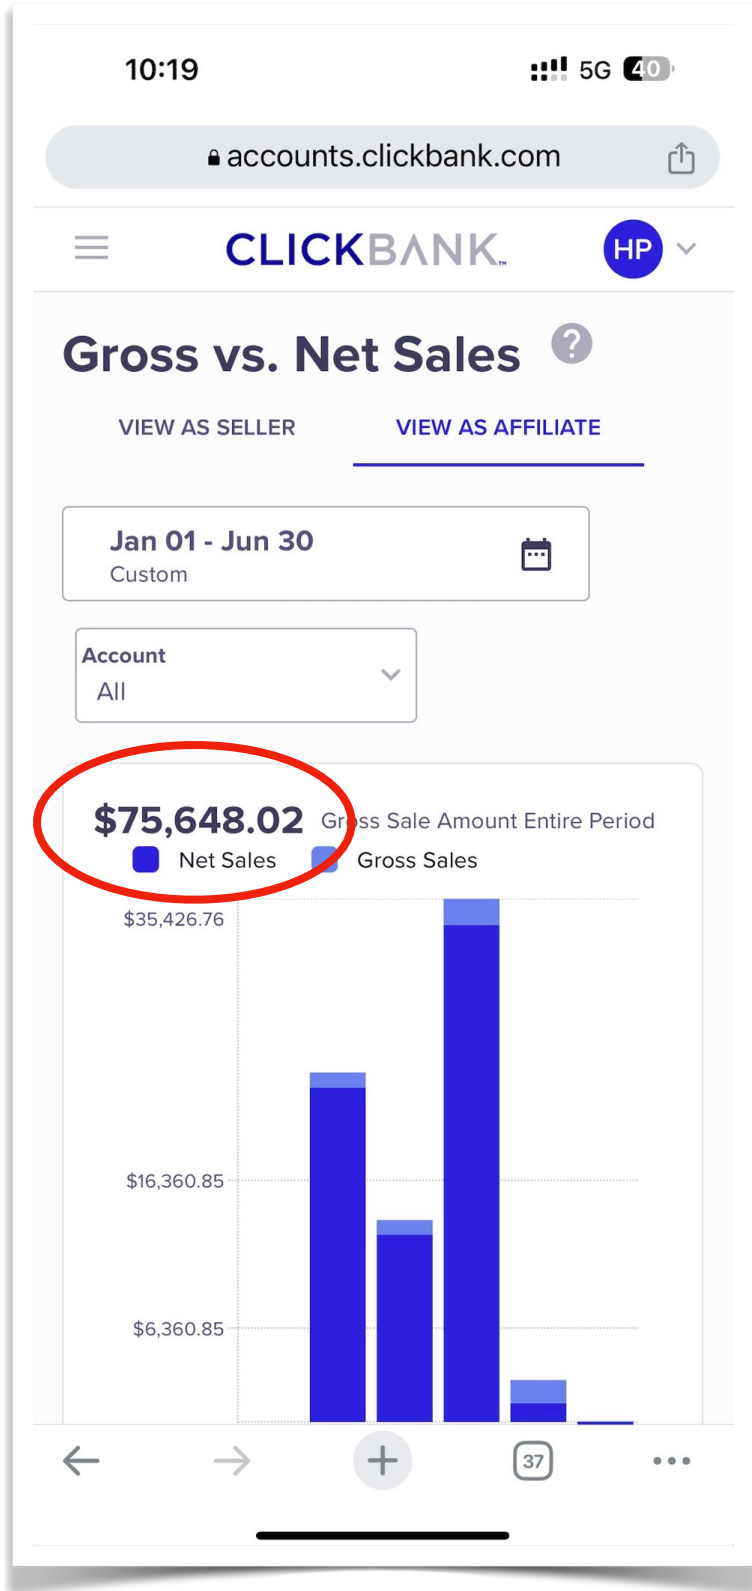 10:19 5G 40
accounts.clickbank.com
CLICKBANK™ HP
Gross vs. Net Sales ?
VIEW AS SELLER VIEW AS AFFILIATE
Jan 01 - Jun 30
Custom
Account
All
$75,648.02 Gross Sale Amount Entire Period
Net Sales Gross Sales
$35,426.76
$16,360.85
$6,360.85
37